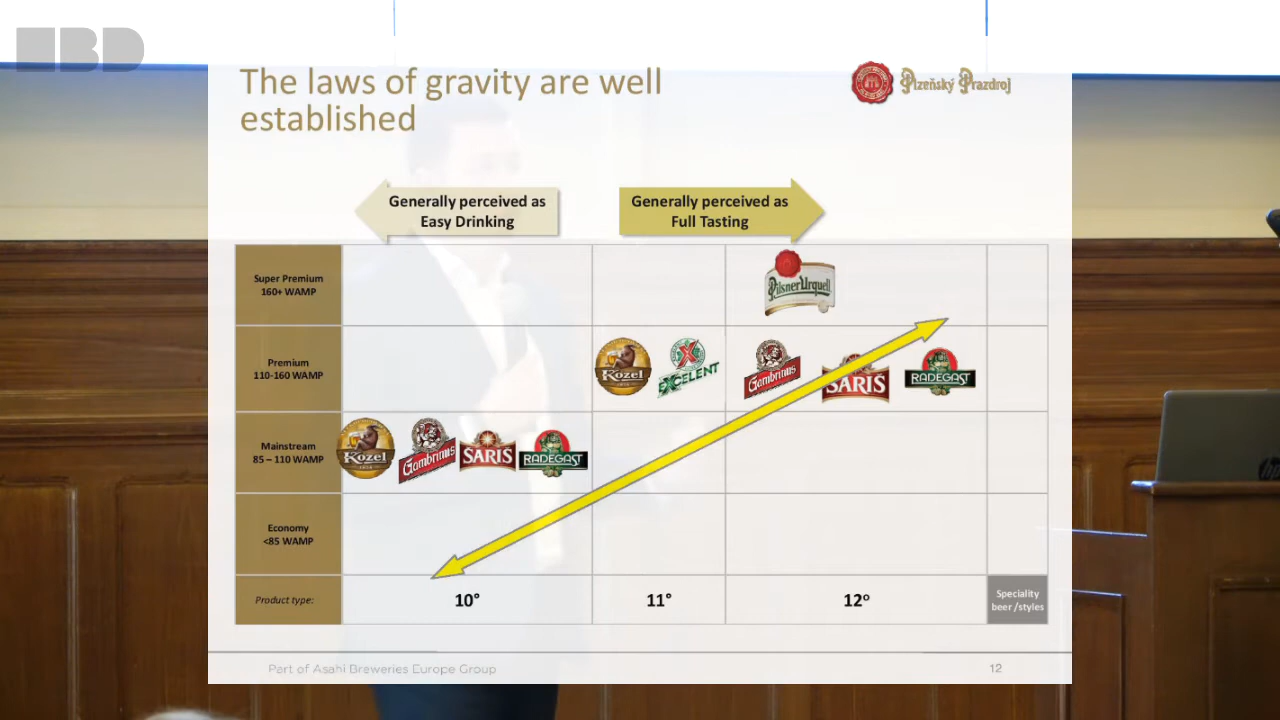 IBD
The laws of gravity are well
established
Plzeňský Prazdroj
Generally perceived as
Easy Drinking
Generally perceived as
Full Tasting
Super Premium
160+ WAMP
Pilsner Urquell
Premium
110-160 WAMP
Kozel
EXCELENT
Gambrinus
SARIS
RADEGAST
Mainstream
85 – 110 WAMP
Kozel
Gambrinus
SARIS
RADEGAST
Economy
<85 WAMP
Product type:
10°
11°
12º
Speciality
beer /styles
Part of Asahi Breweries Europe Group
12